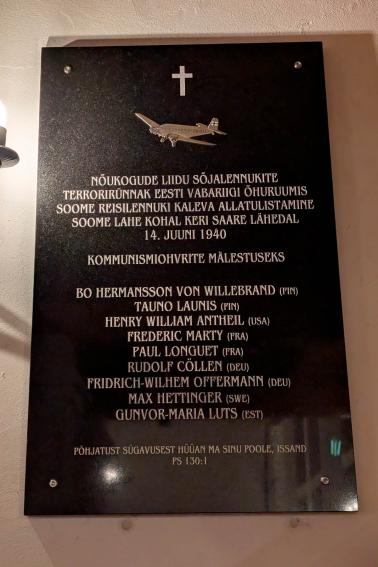 NÕUKOGUDE LIIDU SÕJALENNUKITE
TERRORIRÜNNAK EESTI VABARIIGI ÕHURUUMIS
SOOME REISILENNUKI KALEVA ALLATULISTAMINE
SOOME LAHE KOHAL KERI SAARE LÄHEDAL
14. JUUNI 1940
KOMMUNISMIOHVRITE MÄLESTUSEKS
BO HERMANSSON VON WILLEBRAND (FIN)
TAUNO LAUNIS (FIN)
HENRY WILLIAM ANTHEIL (USA)
FREDERIC MARTY (FRA)
PAUL LONGUET (FRA)
RUDOLF CÖLLEN (DEU)
FRIDRICH-WILHEM OFFERMANN (DEU)
MAX HETTINGER (SWE)
GUNVOR-MARIA LUTS (EST)
PÕHJATUST SÜGAVUSEST HÜÜAN MA SINU POOLE, ISSAND
PS 130:1